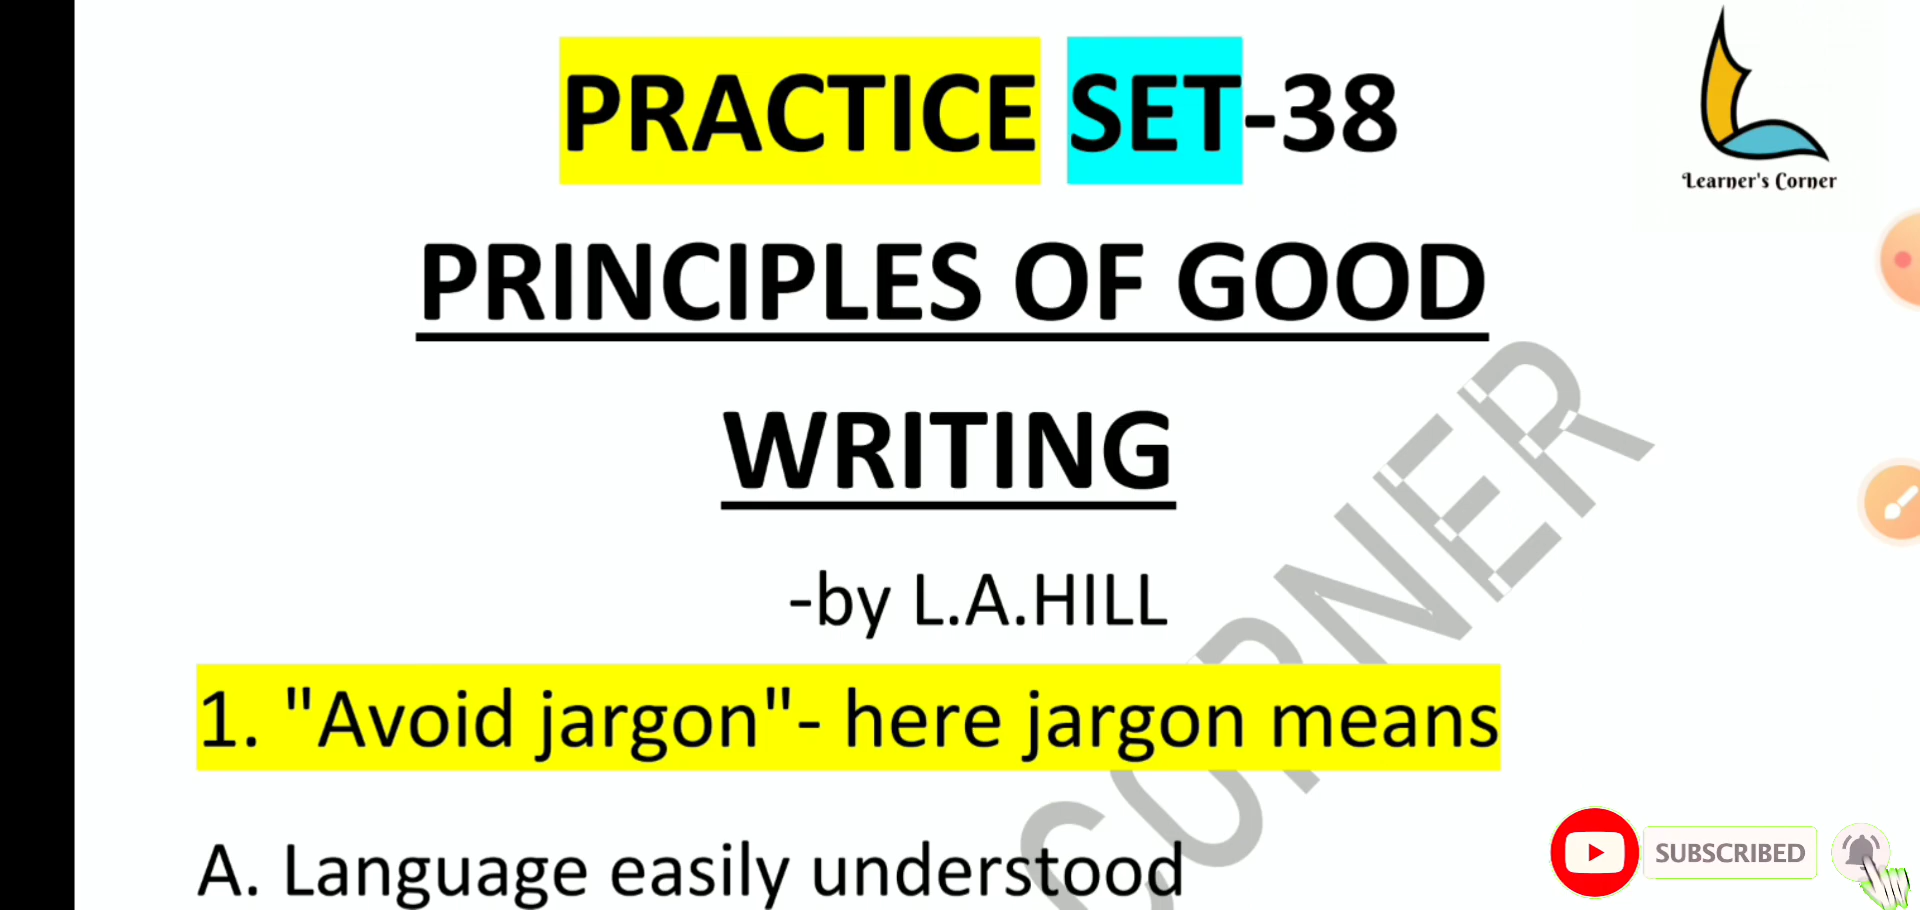 PRACTICE SET-38
Learner's Corner
PRINCIPLES OF GOOD
WRITING
-by L.A.HILL
CORNER
1. "Avoid jargon"- here jargon means
A. Language easily understood
SUBSCRIBED